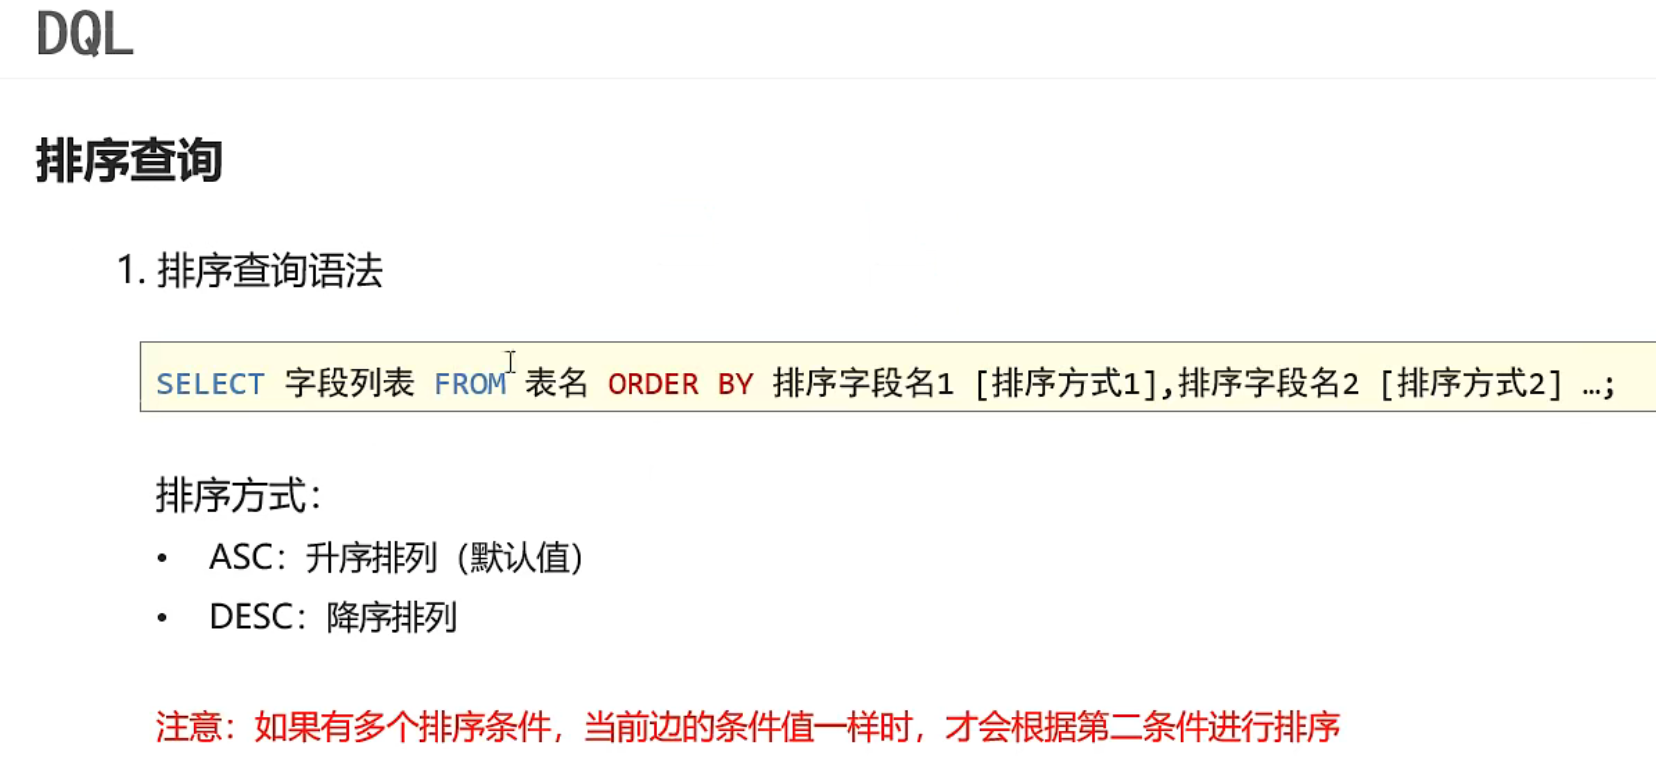 DQL
排序查询
1. 排序查询语法
SELECT 字段列表 FROM 表名 ORDER BY 排序字段名1 [排序方式1],排序字段名2 [排序方式2] …;
排序方式：
• ASC：升序排列（默认值）
• DESC：降序排列
注意：如果有多个排序条件，当前边的条件值一样时，才会根据第二条件进行排序